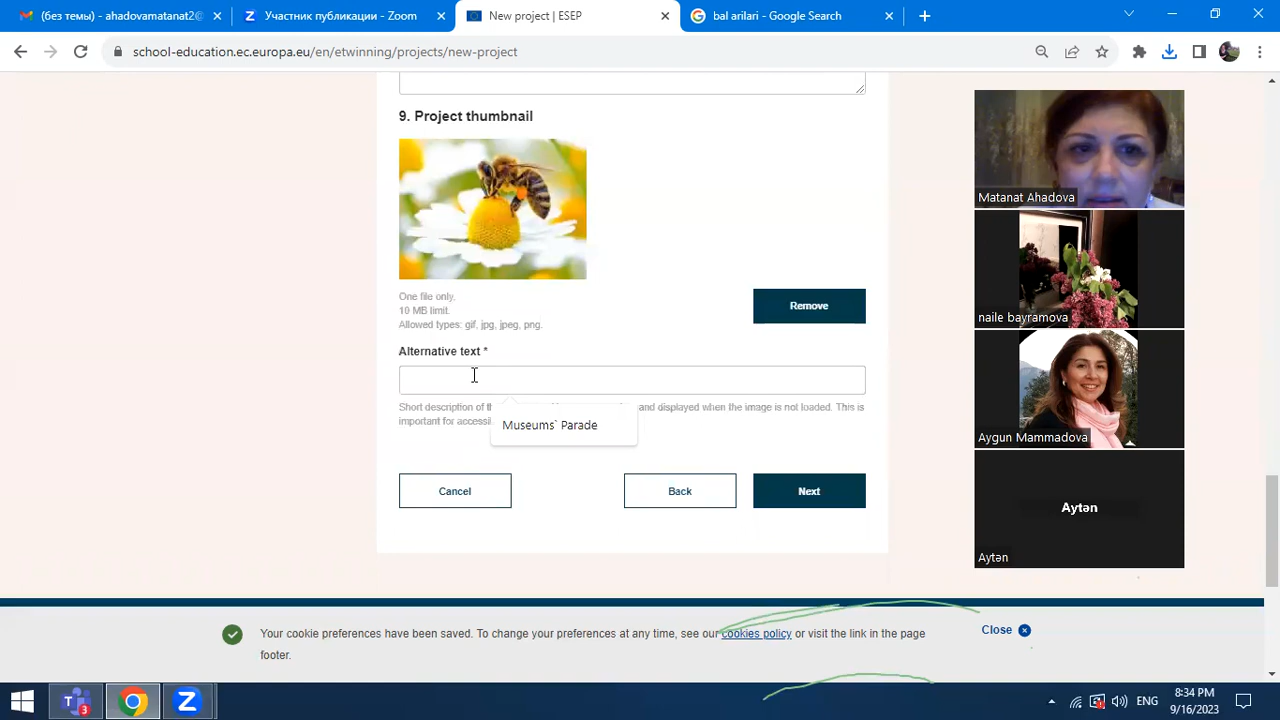 (без темы) - ahadovamatanat2@
Участник публикации - Zoom
New project | ESEP
bal arilari - Google Search
school-education.ec.europa.eu/en/etwinning/projects/new-project
9. Project thumbnail
One file only.
10 MB limit.
Allowed types: gif, jpg, jpeg, png.
Remove
Alternative text *
Short description of th
and displayed when the image is not loaded. This is
important for accessi
Museums` Parade
Cancel
Back
Next
Matanat Ahadova
naile bayramova
Aygun Mammadova
Aytən
Aytən
Your cookie preferences have been saved. To change your preferences at any time, see our cookies policy or visit the link in the page
footer.
Close
3
ENG
8:34 PM
9/16/2023